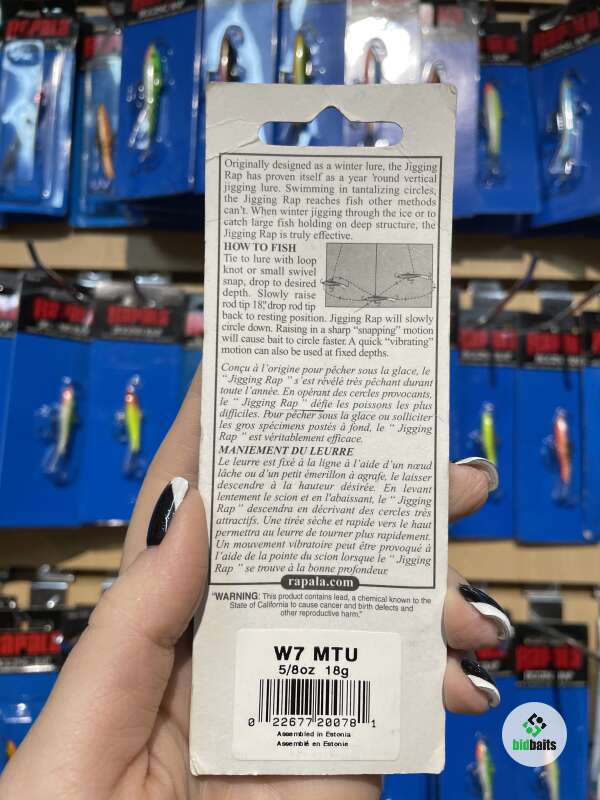 Originally designed as a winter lure, the Jigging
Rap has proven itself as a year 'round vertical
jigging lure. Swimming in tantalizing circles,
the Jigging Rap reaches fish other methods
can't. When winter jigging through the ice or to
catch large fish holding on deep structure, the
Jigging Rap is truly effective.
HOW TO FISH
Tie to lure with loop
knot or small swivel
snap, drop to desired
depth. Slowly raise
rod tip 18," drop rod tip
back to resting position. Jigging Rap will slowly
circle down. Raising in a sharp “snapping” motion
will cause bait to circle faster. A quick “vibrating”
motion can also be used at fixed depths.
Conçu à l'origine pour pêcher sous la glace, le
“Jigging Rap ” s'est révélé très pêchant durant
toute l'année. En opérant des cercles provocants,
le “ Jigging Rap ” défie les poissons les plus
difficiles. Pour pêcher sous la glace ou solliciter
les gros spécimens postés à fond, le “ Jigging
Rap ” est véritablement efficace.
MANIEMENT DU LEURRE
Le leurre est fixé à la ligne à l'aide d'un nœud
lâche ou d'un petit émerillon à agrafe, le laisser
descendre à la hauteur désirée. En levant
lentement le scion et en l'abaissant, le “ Jigging
Rap ” descendra en décrivant des cercles très
attractifs. Une tirée sèche et rapide vers le haut
permettra au leurre de tourner plus rapidement.
Un mouvement vibratoire peut être provoqué à
l'aide de la pointe du scion lorsque le “ Jigging
Rap ” se trouve à la bonne profondeur.
rapala.com
"WARNING: This product contains lead, a chemical known to the
State of California to cause cancer and birth defects and
other reproductive harm."
W7 MTU
5/8oz 18g
0 22677 20078 1
Assembled in Estonia
Assemblé en Estonie
bidbaits